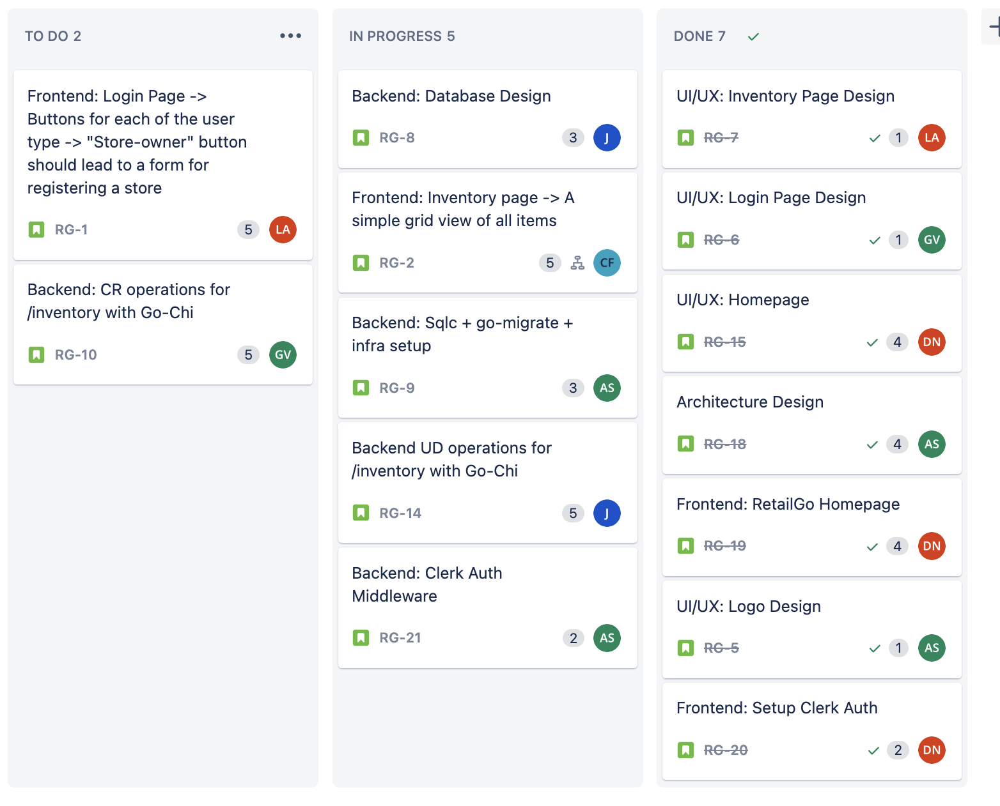 TO DO 2
Frontend: Login Page ->
Buttons for each of the user
type -> "Store-owner" button
should lead to a form for
registering a store
RG-1 5 LA
Backend: CR operations for
/inventory with Go-Chi
RG-10 5 GV
IN PROGRESS 5
Backend: Database Design
RG-8 3 J
Frontend: Inventory page -> A
simple grid view of all items
RG-2 5 CF
Backend: Sqlc + go-migrate +
infra setup
RG-9 3 AS
Backend UD operations for
/inventory with Go-Chi
RG-14 5 J
Backend: Clerk Auth
Middleware
RG-21 2 AS
DONE 7
UI/UX: Inventory Page Design
RG-7 1 LA
UI/UX: Login Page Design
RG-6 1 GV
UI/UX: Homepage
RG-15 4 DN
Architecture Design
RG-18 4 AS
Frontend: RetailGo Homepage
RG-19 4 DN
UI/UX: Logo Design
RG-5 1 AS
Frontend: Setup Clerk Auth
RG-20 2 DN